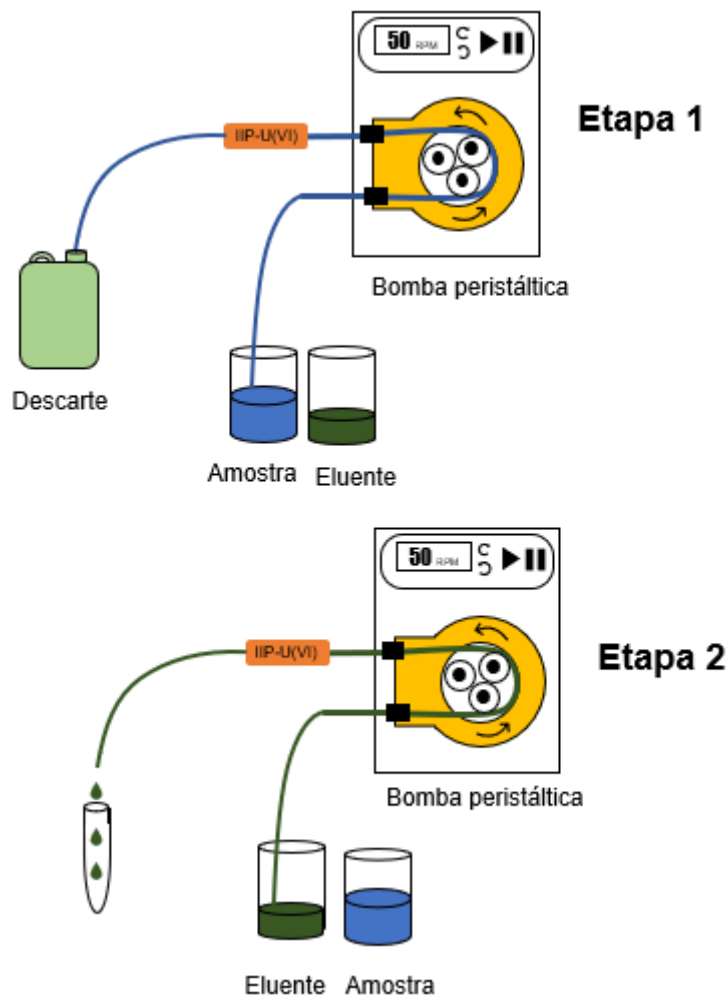 50 RPM
Etapa 1
IIP-U(VI)
Bomba peristáltica
Descarte
Amostra Eluente
50 RPM
Etapa 2
IIP-U(VI)
Bomba peristáltica
Eluente Amostra